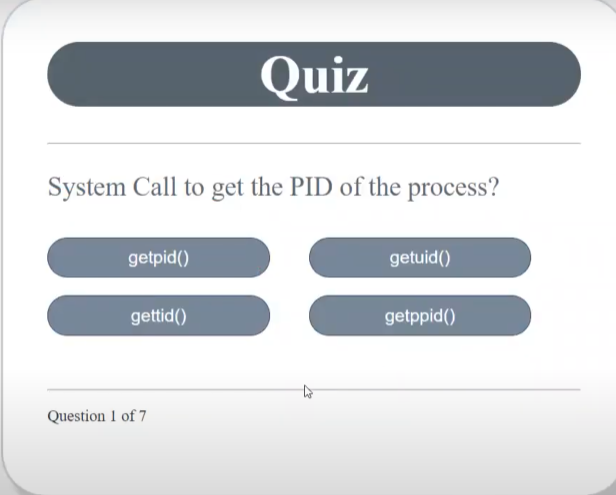 Quiz
System Call to get the PID of the process?
getpid()
getuid()
gettid()
getppid()
Question 1 of 7